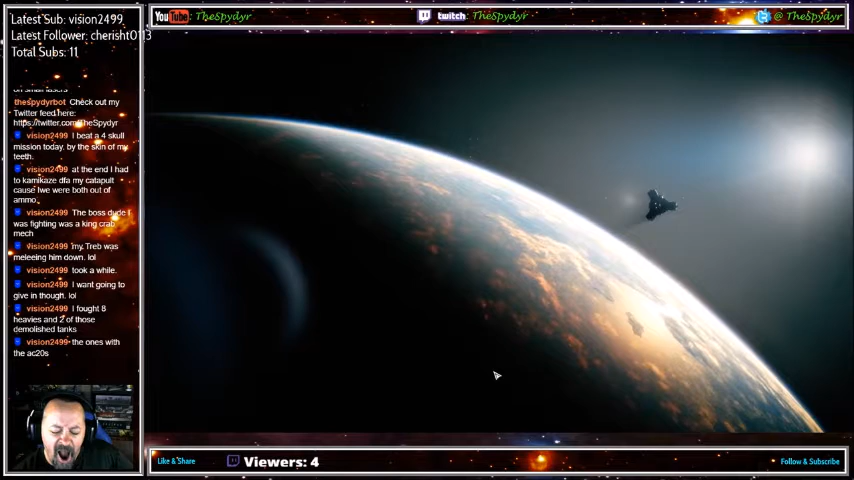 Latest Sub: vision2499
Latest Follower: cherisht0113
Total Subs: 11
YouTube: TheSpydyr
twitch: TheSpydyr
@ TheSpydyr
on small lasers
thespydyrbot Check out my
Twitter feed here:
https://twitter.com/TheSpydyr
vision2499 I beat a 4 skull
mission today. by the skin of my
teeth.
vision2499 at the end I had
to kamikaze dfa my catapult
cause Iwe were both out of
ammo.
vision2499 The boss dude I
was fighting was a king crab
mech
vision2499 my Treb was
meleeing him down. lol
vision2499 took a while.
vision2499 I want going to
give in though. lol
vision2499 I fought 8
heavies and 2 of those
demolished tanks
vision2499 the ones with
the ac20s
Like & Share
Viewers: 4
Follow & Subscribe